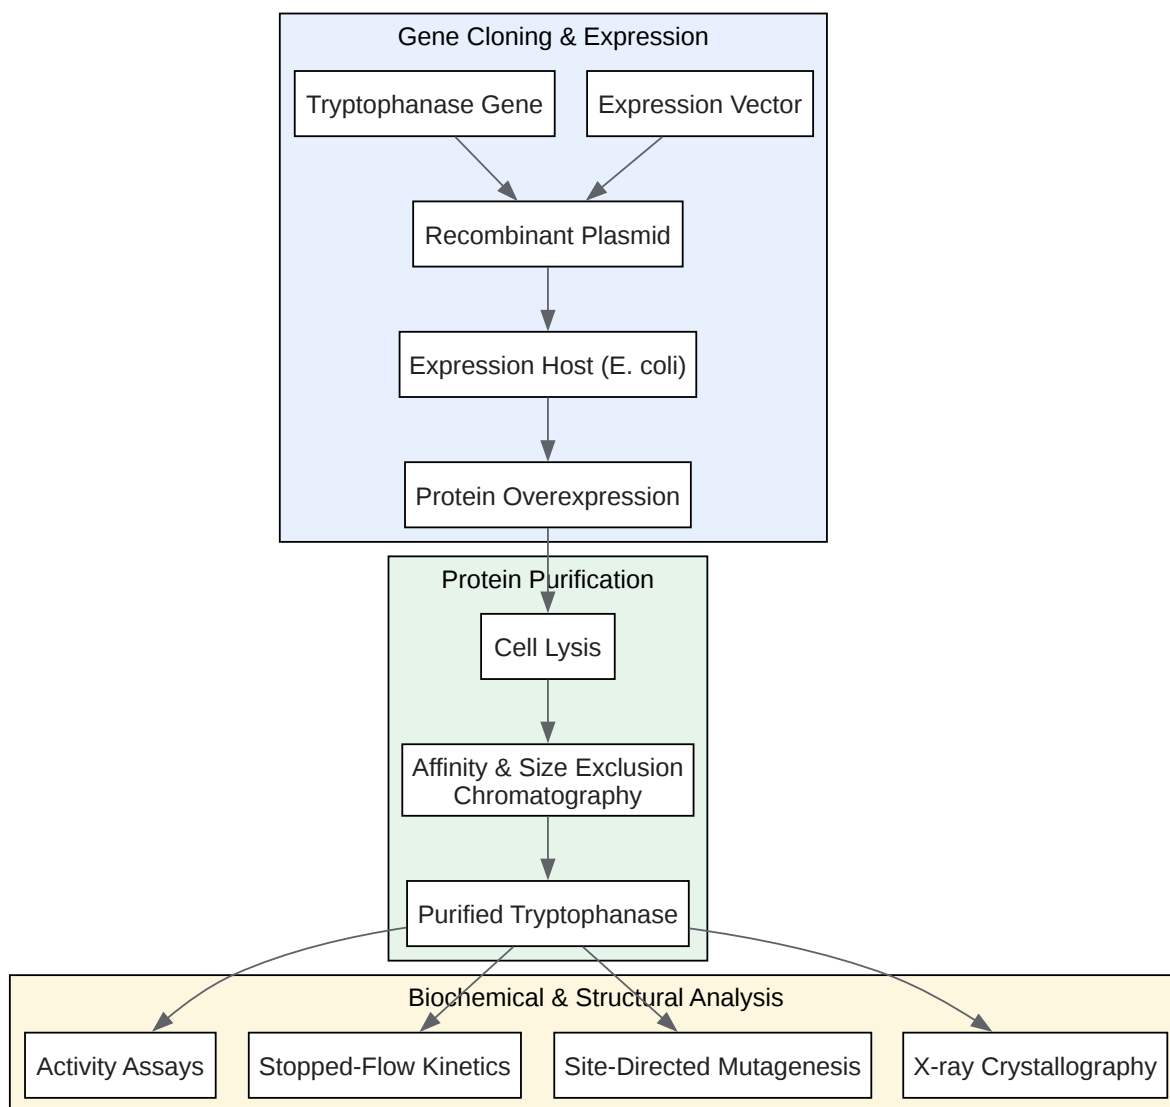 Gene Cloning & Expression
Tryptophanase Gene
Expression Vector
Recombinant Plasmid
Expression Host (E. coli)
Protein Overexpression
Protein Purification
Cell Lysis
Affinity & Size Exclusion
Chromatography
Purified Tryptophanase
Biochemical & Structural Analysis
Activity Assays
Stopped-Flow Kinetics
Site-Directed Mutagenesis
X-ray Crystallography